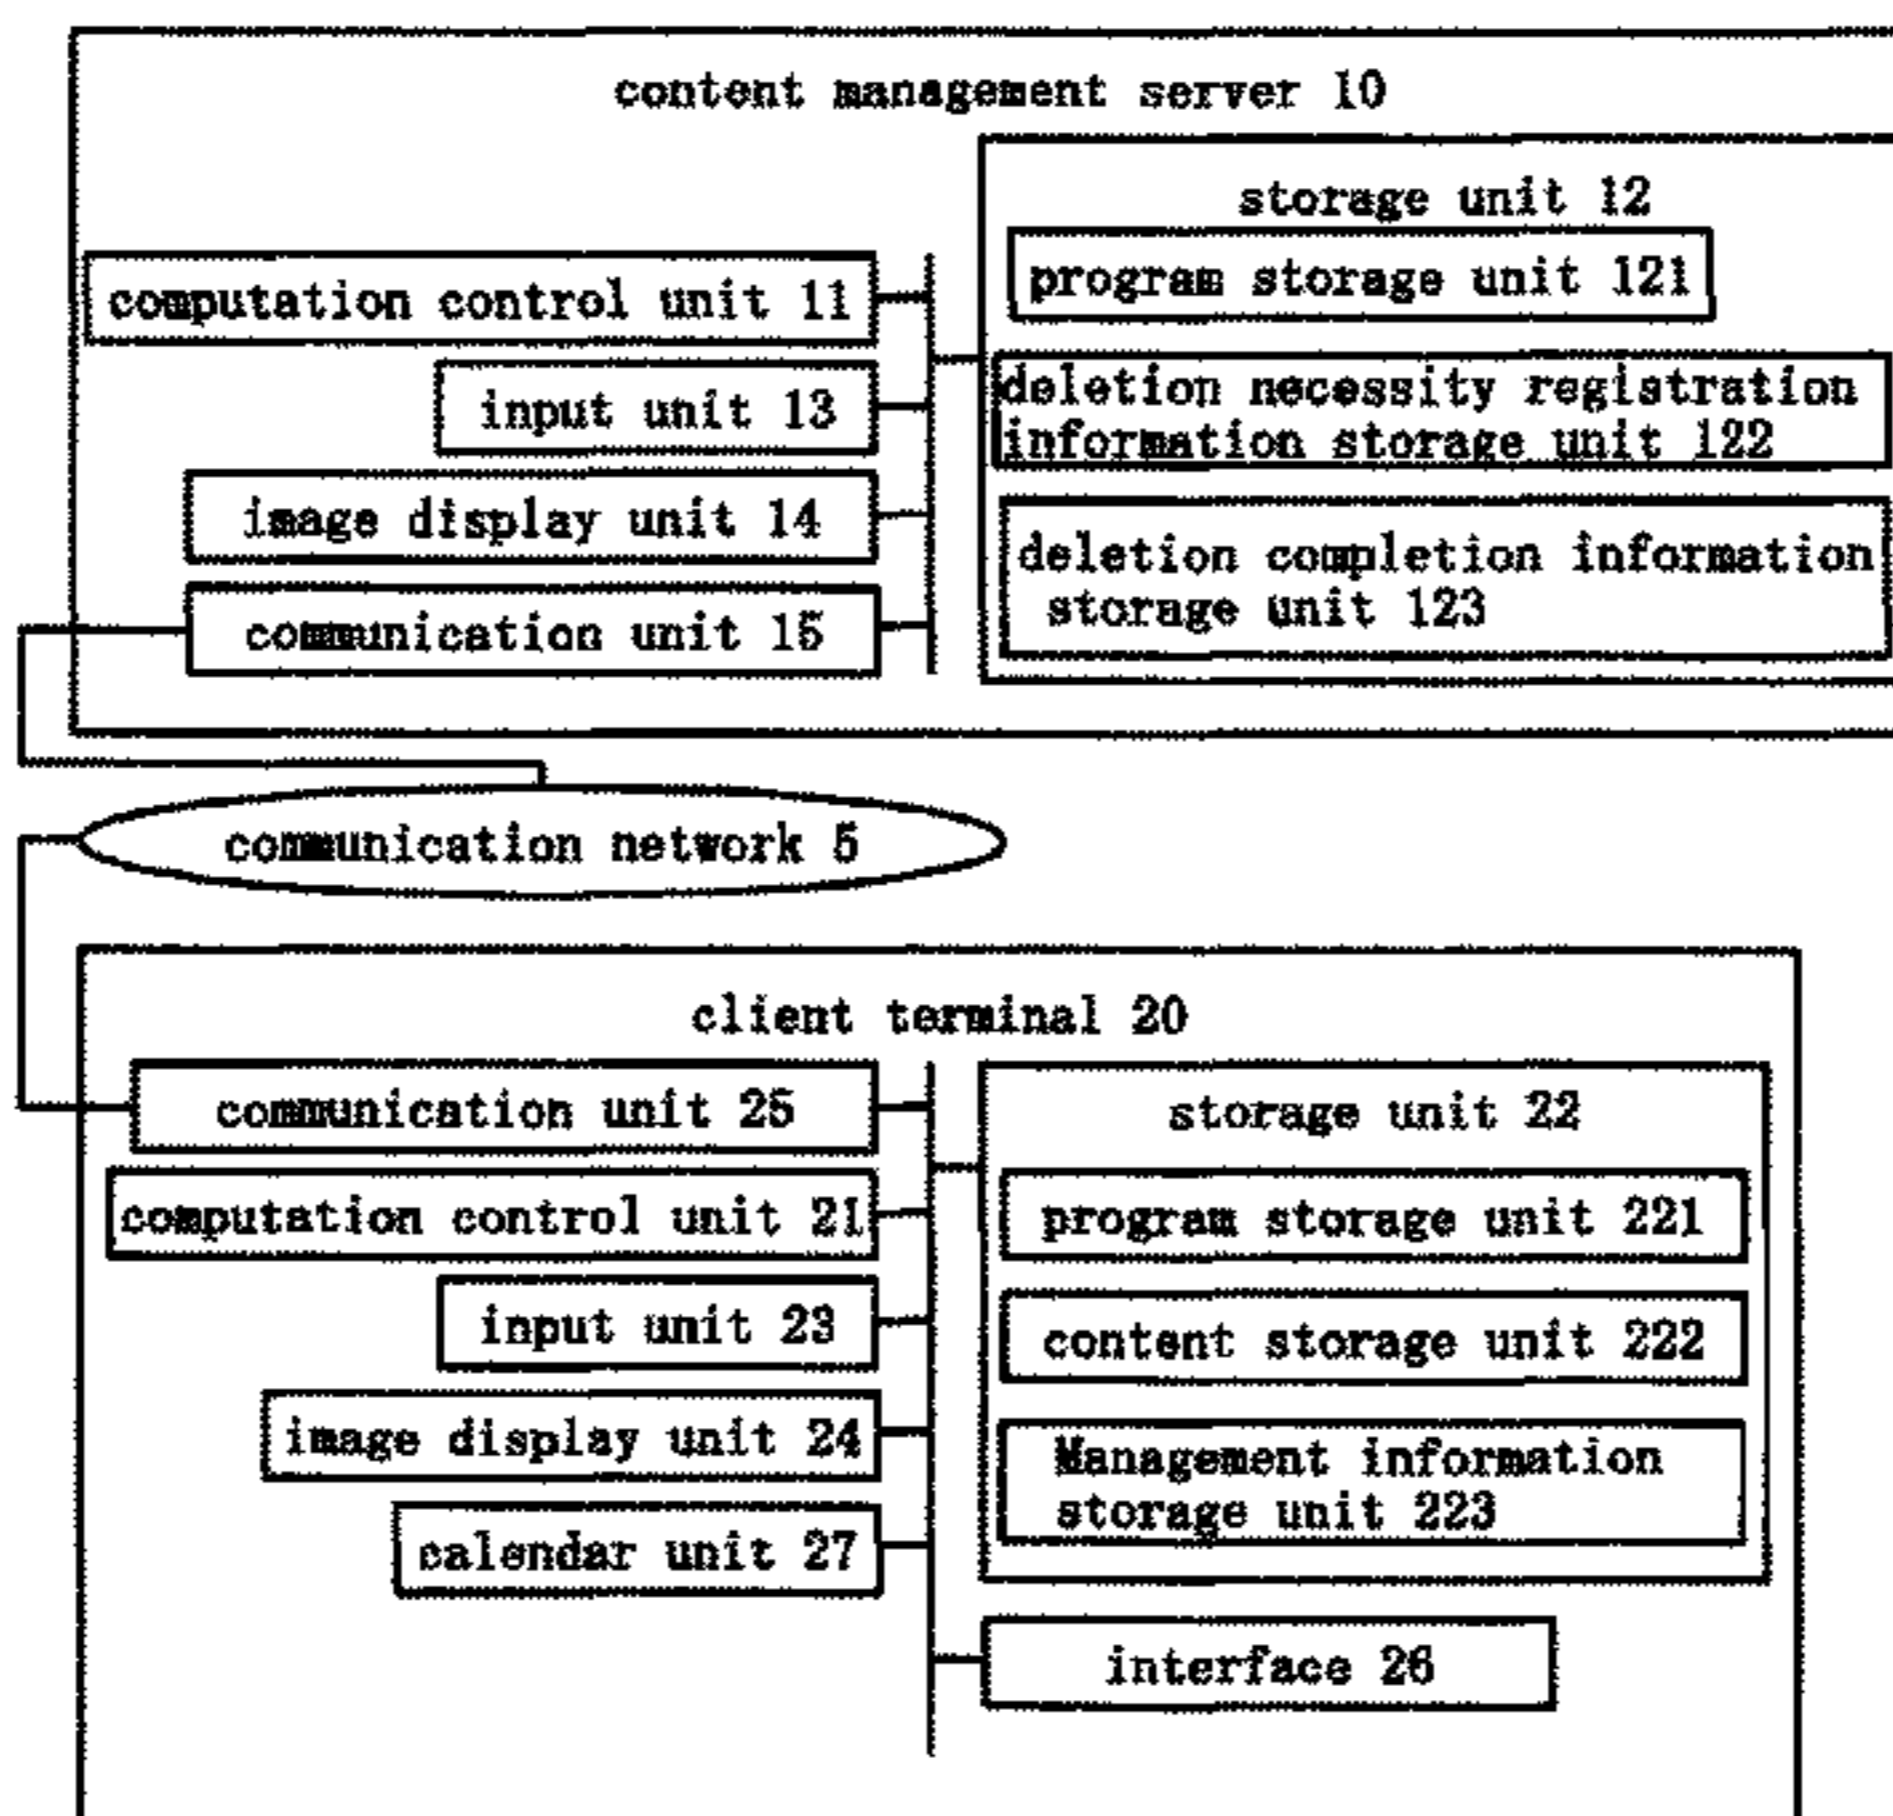 content management server 10
storage unit 12
program storage unit 121
computation control unit 11
deletion necessity registration
information storage unit 122
input unit 13
image display unit 14
deletion completion information
storage unit 123
communication unit 15
communication network 5
client terminal 20
communication unit 25
storage unit 22
computation control unit 21
program storage unit 221
input unit 23
content storage unit 222
image display unit 24
Management information
storage unit 223
calendar unit 27
interface 26